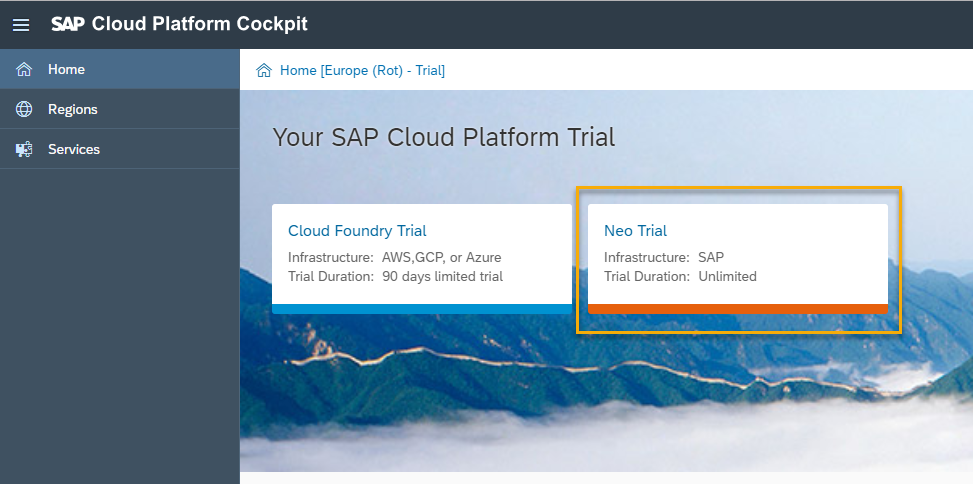 SAP Cloud Platform Cockpit
Home
Regions
Services
Home [Europe (Rot) - Trial]
Your SAP Cloud Platform Trial
Cloud Foundry Trial
Infrastructure: AWS,GCP, or Azure
Trial Duration: 90 days limited trial
Neo Trial
Infrastructure: SAP
Trial Duration: Unlimited